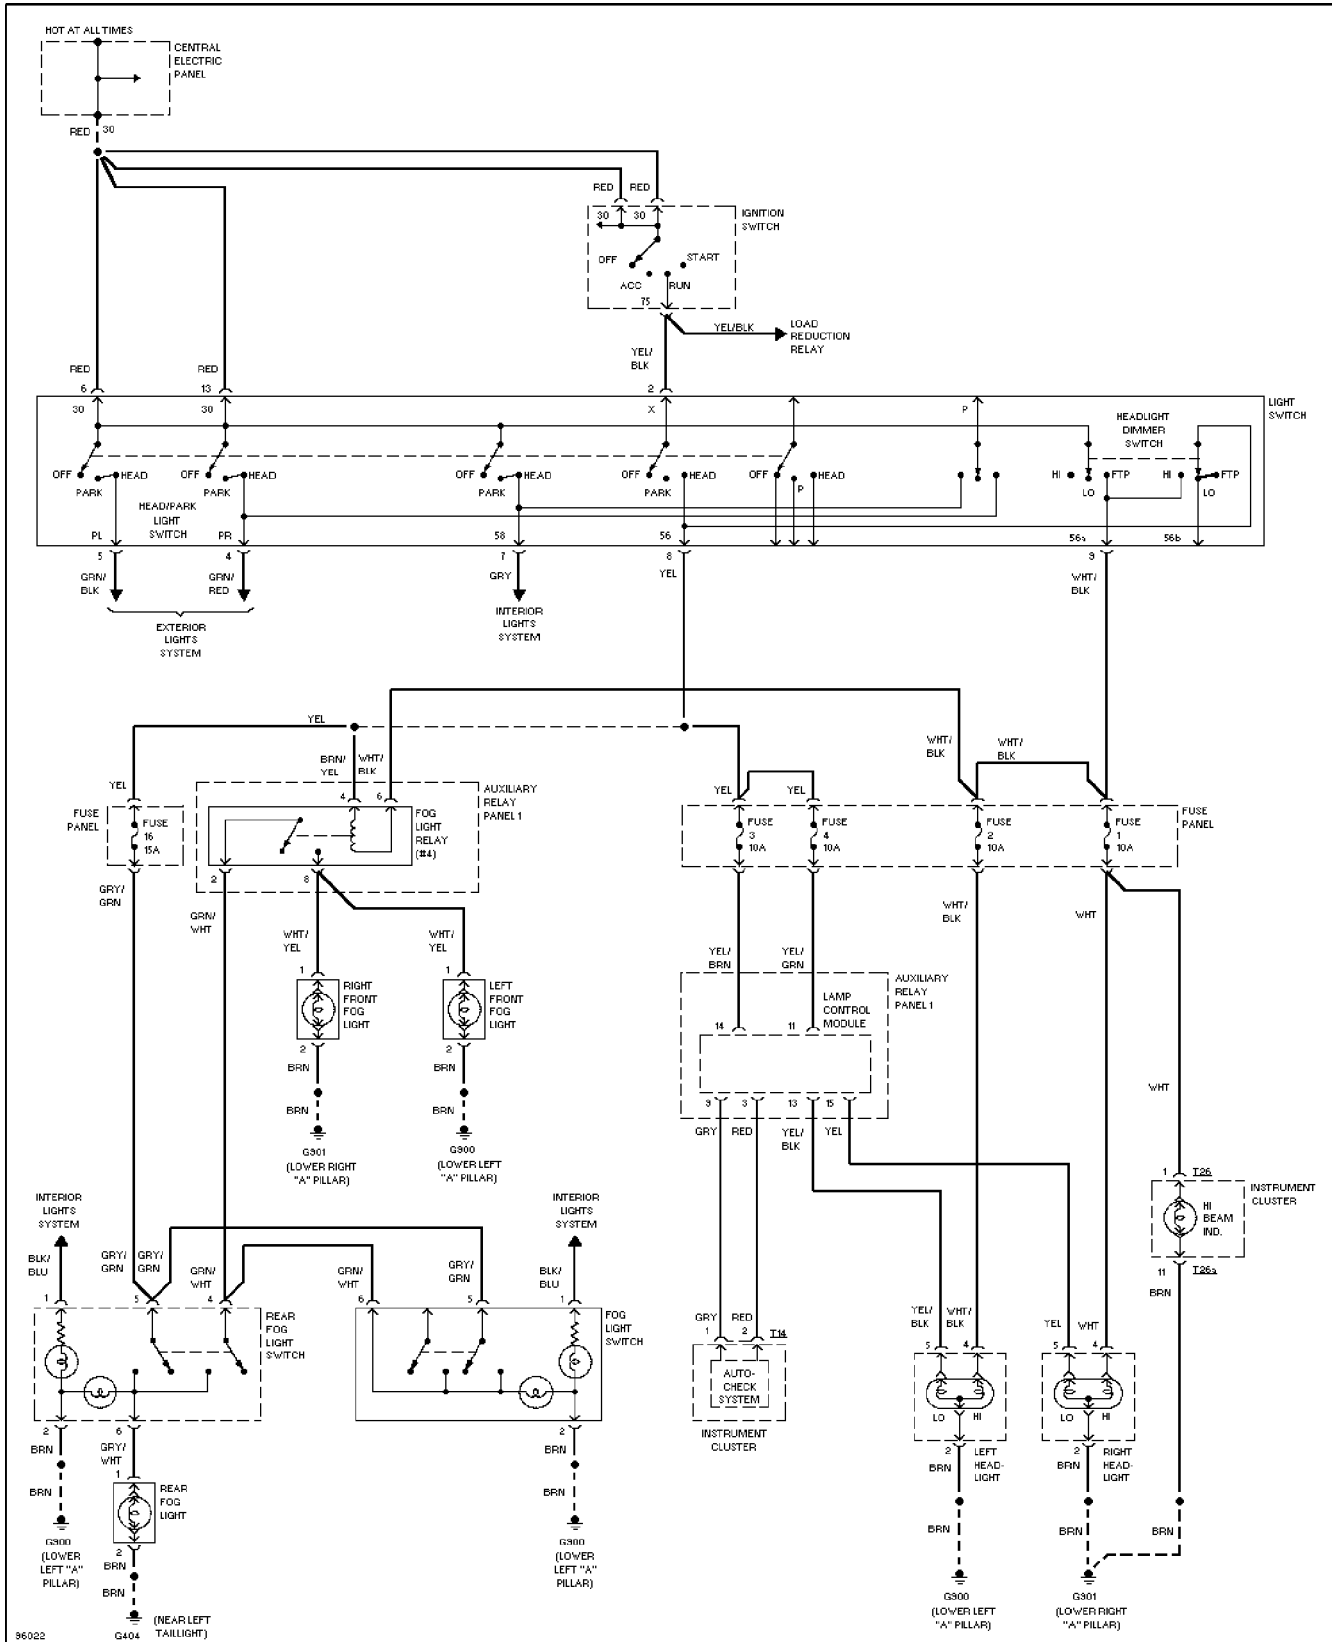 HOT AT ALL TIMES
CENTRAL
ELECTRIC
PANEL
RED 30
RED RED
30 30
IGNITION
SWITCH
OFF
START
ACC RUN
75
YEL/BLK
LOAD
REDUCTION
RELAY
YEL/
BLK
RED RED
6 13 2
LIGHT
SWITCH
30 30 X P
HEADLIGHT
DIMMER
SWITCH
OFF HEAD OFF HEAD OFF HEAD OFF HEAD OFF HEAD HI FTP HI FTP
PARK PARK PARK PARK P LO LO
HEAD/PARK
LIGHT
SWITCH
PL PR 58 56 56a 56b
5 4 7 8 9
GRN/
BLK
GRN/
RED
GRY
YEL
WHT/
BLK
EXTERIOR
LIGHTS
SYSTEM
INTERIOR
LIGHTS
SYSTEM
YEL
BRN/
YEL
WHT/
BLK
WHT/
BLK
WHT/
BLK
YEL
4 6
AUXILIARY
RELAY
PANEL 1
YEL YEL
FUSE
PANEL
FUSE
16
15A
FOG
LIGHT
RELAY
(#4)
FUSE
3
10A
FUSE
4
10A
FUSE
2
10A
FUSE
1
10A
FUSE
PANEL
2 8
GRY/
GRN
GRN/
WHT
WHT/
YEL
WHT/
YEL
WHT/
BLK
WHT
YEL/
BRN
YEL/
GRN
1 1
RIGHT
FRONT
FOG
LIGHT
LEFT
FRONT
FOG
LIGHT
2 2
AUXILIARY
RELAY
PANEL 1
LAMP
CONTROL
MODULE
14 11
BRN BRN
BRN BRN
9 3 13 15
GRY RED YEL/
BLK
YEL
WHT
G901
(LOWER RIGHT
"A" PILLAR)
G900
(LOWER LEFT
"A" PILLAR)
1 T26
INSTRUMENT
CLUSTER
HI
BEAM
IND.
11 T26a
BRN
INTERIOR
LIGHTS
SYSTEM
INTERIOR
LIGHTS
SYSTEM
BLK/
BLU
GRY/
GRN
GRY/
GRN
GRN/
WHT
GRN/
WHT
GRY/
GRN
BLK/
BLU
1 5 4 6 5 1
REAR
FOG
LIGHT
SWITCH
FOG
LIGHT
SWITCH
GRY RED
1 2 T14
AUTO-
CHECK
SYSTEM
INSTRUMENT
CLUSTER
YEL/
BLK
WHT/
BLK
YEL WHT
5 4 5 4
LO HI LO HI
2 2
LEFT
HEAD-
LIGHT
RIGHT
HEAD-
LIGHT
BRN BRN
BRN BRN BRN
2 6 2
BRN
GRY/
WHT
BRN
1
REAR
FOG
LIGHT
BRN BRN
2
G900
(LOWER
LEFT "A"
PILLAR)
BRN
BRN
G900
(LOWER
LEFT "A"
PILLAR)
G900
(LOWER LEFT
"A" PILLAR)
G901
(LOWER RIGHT
"A" PILLAR)
G404
(NEAR LEFT
TAILLIGHT)
96022